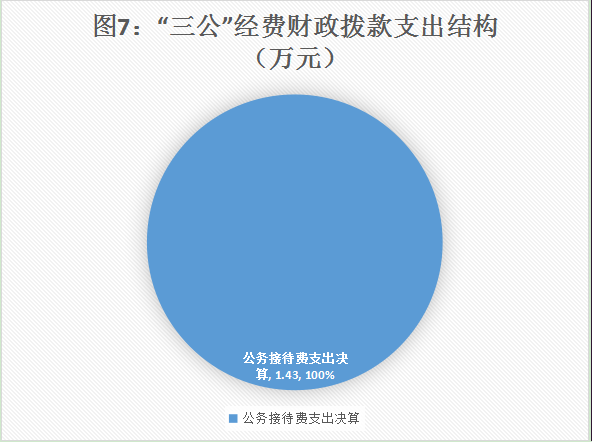 图7：“三公”经费财政拨款支出结构
（万元）
公务接待费支出决
算, 1.43, 100%
公务接待费支出决算